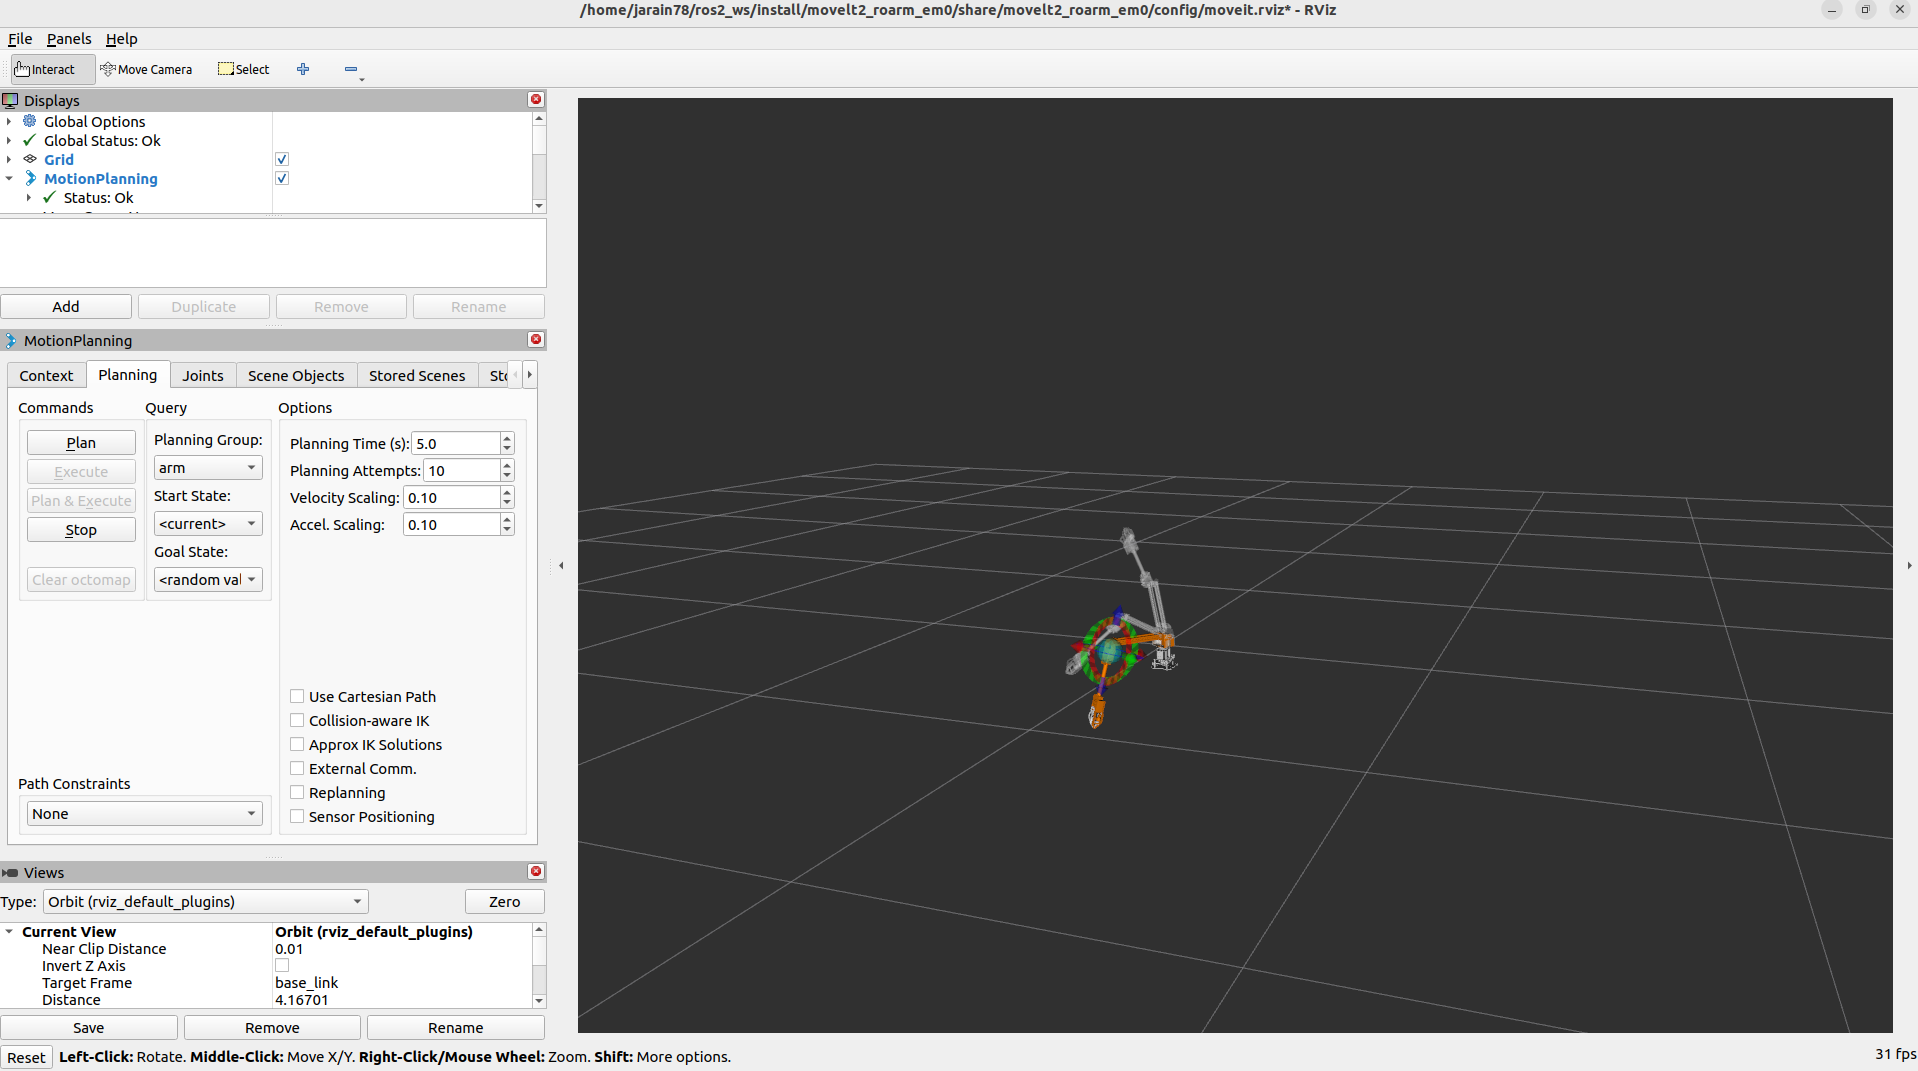 /home/jarain78/ros2_ws/install/moveIt2_roarm_em0/share/moveIt2_roarm_em0/config/moveit.rviz* - RViz
File Panels Help
Interact Move Camera Select
Displays
Global Options
Global Status: Ok
Grid
MotionPlanning
Status: Ok
Add Duplicate Remove Rename
MotionPlanning
Context Planning Joints Scene Objects Stored Scenes
Commands Query Options
Plan
Execute
Plan & Execute
Stop
Clear octomap
Planning Group:
arm
Start State:
<current>
Goal State:
<random val
Planning Time (s): 5.0
Planning Attempts: 10
Velocity Scaling: 0.10
Accel. Scaling: 0.10
Use Cartesian Path
Collision-aware IK
Approx IK Solutions
External Comm.
Replanning
Sensor Positioning
Path Constraints
None
Views
Type: Orbit (rviz_default_plugins) Zero
Current View Orbit (rviz_default_plugins)
Near Clip Distance 0.01
Invert Z Axis
Target Frame base_link
Distance 4.16701
Save Remove Rename
Reset Left-Click: Rotate. Middle-Click: Move X/Y. Right-Click/Mouse Wheel: Zoom. Shift: More options. 31 fps